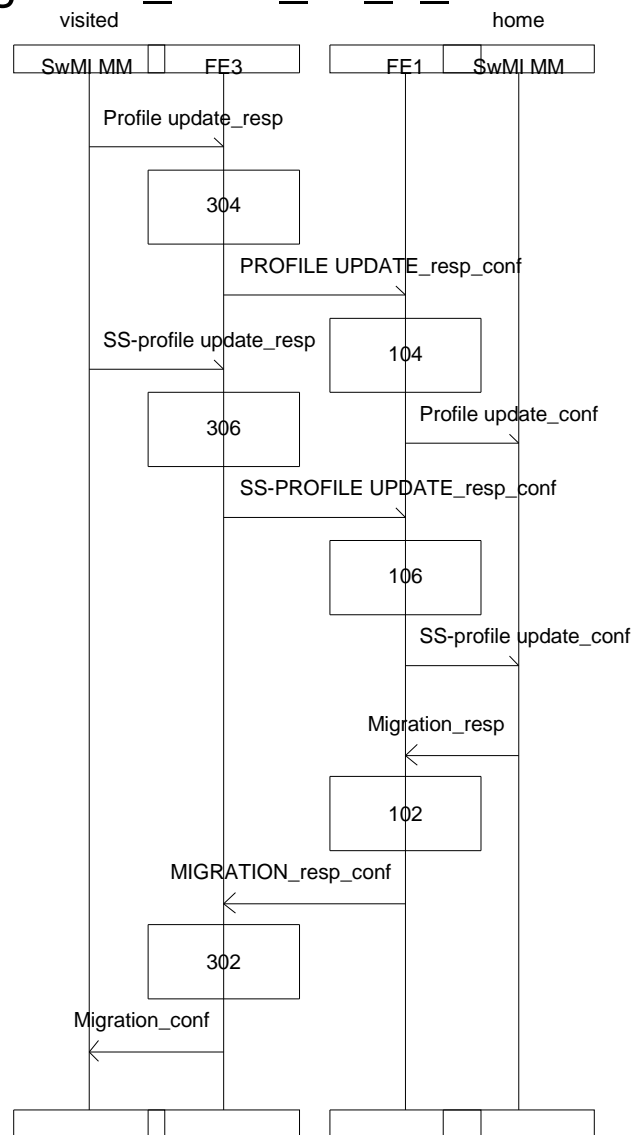 visited home
SwMI MM FE3 FE1 SwMI MM
Profile update_resp
304
PROFILE UPDATE_resp_conf
SS-profile update_resp
104
Profile update_conf
306
SS-PROFILE UPDATE_resp_conf
106
SS-profile update_conf
Migration_resp
102
MIGRATION_resp_conf
302
Migration_conf